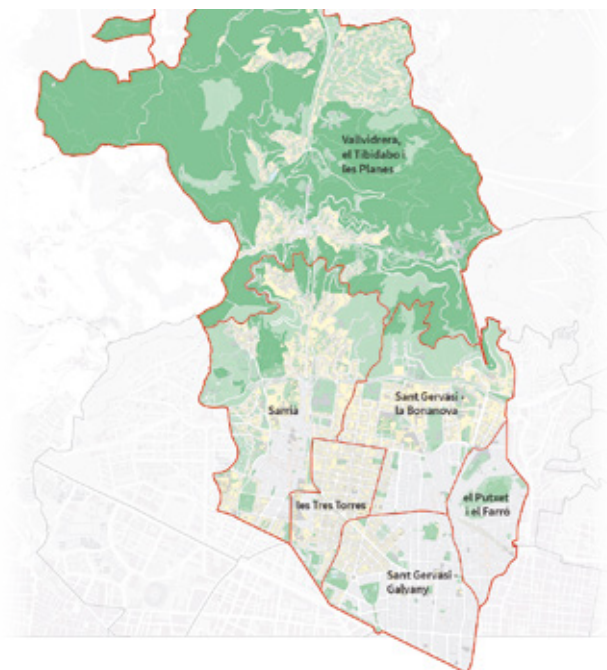 Vallvidrera,
el Tibidabo i
les Planes
Sant Gervasi -
la Bonanova
Sarrià
les Tres Torres
el Putxet
i el Farró
Sant Gervasi -
Galvany